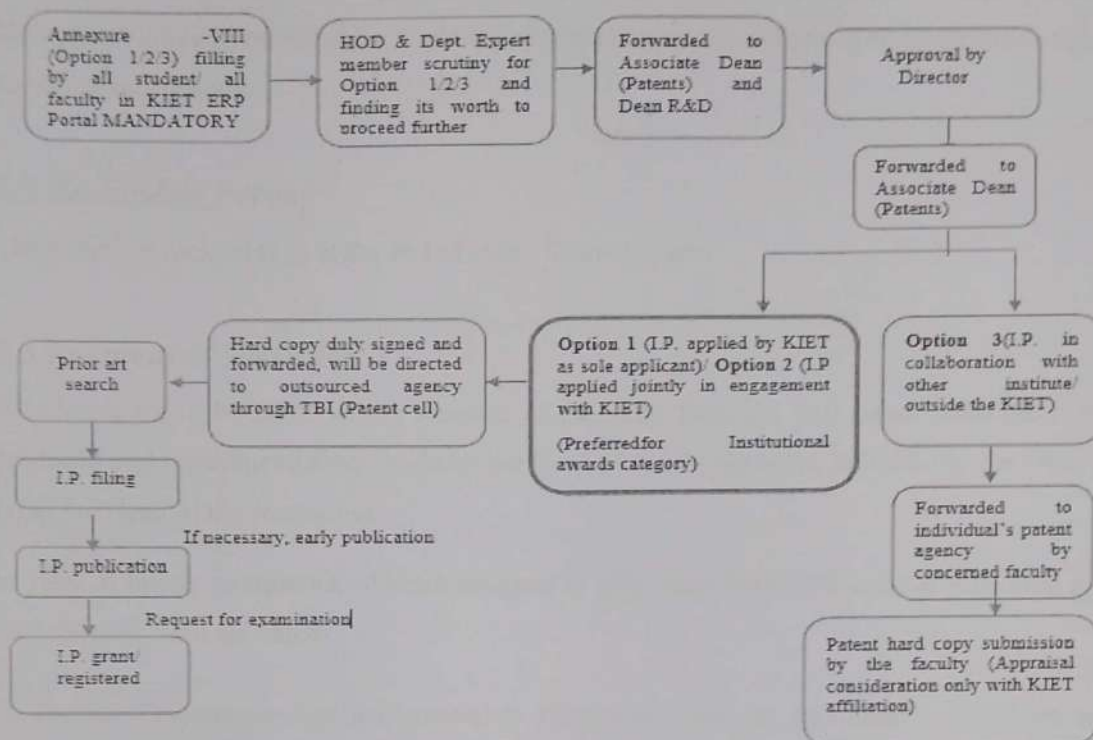 Annexure -VIII
(Option 1/2/3) filling
by all student/ all
faculty in KIET ERP
Portal MANDATORY
HOD & Dept. Expert
member scrutiny for
Option 1/2/3 and
finding its worth to
proceed further
Forwarded to
Associate Dean
(Patents) and
Dean R&D
Approval by
Director
Forwarded to
Associate Dean
(Patents)
Option 1 (I.P. applied by KIET
as sole applicant)/ Option 2 (I.P
applied jointly in engagement
with KIET)
(Preferredfor Institutional
awards category)
Option 3(I.P. in
collaboration with
other institute/
outside the KIET)
Hard copy duly signed and
forwarded, will be directed
to outsourced agency
through TBI (Patent cell)
Prior art
search
I.P. filing
If necessary, early publication
I.P. publication
Request for examination
I.P. grant/
registered
Forwarded to
individual's patent
agency by
concerned faculty
Patent hard copy submission
by the faculty (Appraisal
consideration only with KIET
affiliation)